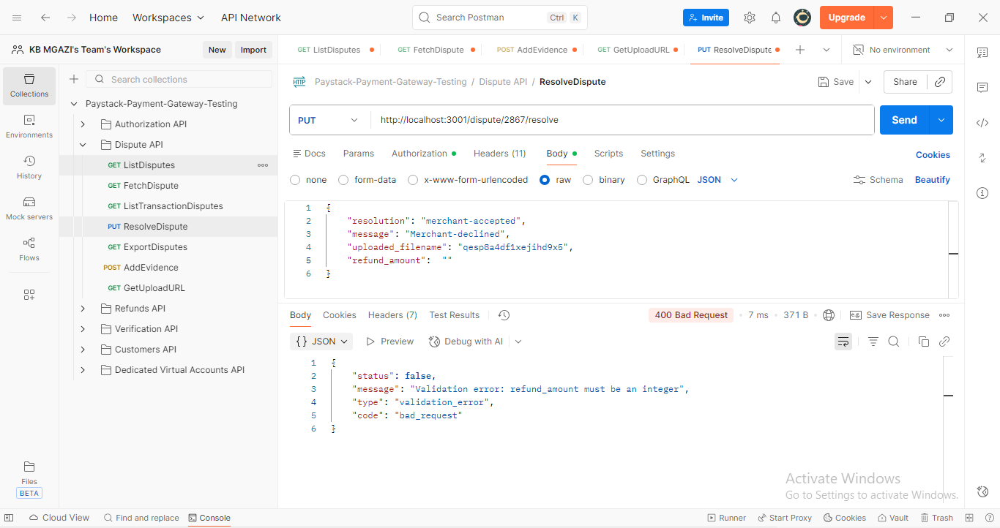 Home Workspaces API Network Search Postman Ctrl K Invite Upgrade
KB MGAZI's Team's Workspace New Import
GET ListDisputes GET FetchDispute POST AddEvidence GET GetUploadURL PUT ResolveDispute No environment
Collections
Environments
History
Mock servers
Flows
Files
BETA
Search collections
Paystack-Payment-Gateway-Testing
Authorization API
Dispute API
GET ListDisputes
GET FetchDispute
GET ListTransactionDisputes
PUT ResolveDispute
GET ExportDisputes
POST AddEvidence
GET GetUploadURL
Refunds API
Verification API
Customers API
Dedicated Virtual Accounts API
HTTP Paystack-Payment-Gateway-Testing / Dispute API / ResolveDispute Save Share
PUT http://localhost:3001/dispute/2867/resolve Send
Docs Params Authorization Headers (11) Body Scripts Settings Cookies
none form-data x-www-form-urlencoded raw binary GraphQL JSON Schema Beautify
1 {
2 "resolution": "merchant-accepted",
3 "message": "Merchant-declined",
4 "uploaded_filename": "qesp8a4df1xejihd9x5",
5 "refund_amount": ""
6 }
Body Cookies Headers (7) Test Results 400 Bad Request 7 ms 371 B e.g. Save Response
{} JSON Preview Debug with AI
1 {
2 "status": false,
3 "message": "Validation error: refund_amount must be an integer",
4 "type": "validation_error",
5 "code": "bad_request"
6 }
Activate Windows
Go to Settings to activate Windows.
Cloud View Find and replace Console Runner Start Proxy Cookies Vault Trash